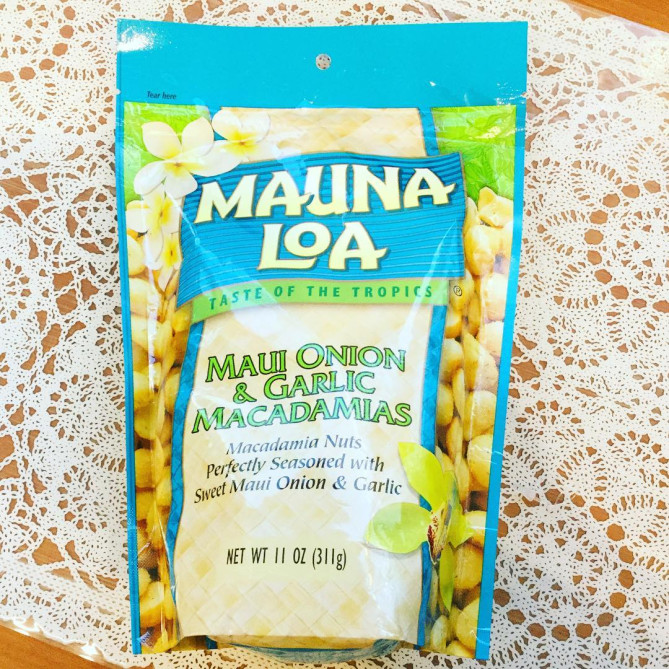 Tear here
MAUNA
LOA
TASTE OF THE TROPICS ®
MAUI ONION
& GARLIC
MACADAMIAS
Macadamia Nuts
Perfectly Seasoned with
Sweet Maui Onion & Garlic
NET WT 11 OZ (311g)